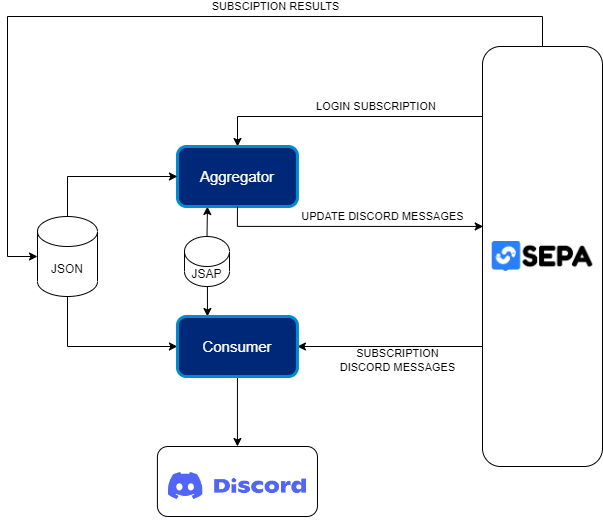 SUBSCIPTION RESULTS
LOGIN SUBSCRIPTION
Aggregator
UPDATE DISCORD MESSAGES
JSON
JSAP
SEPA
Consumer
SUBSCRIPTION
DISCORD MESSAGES
Discord